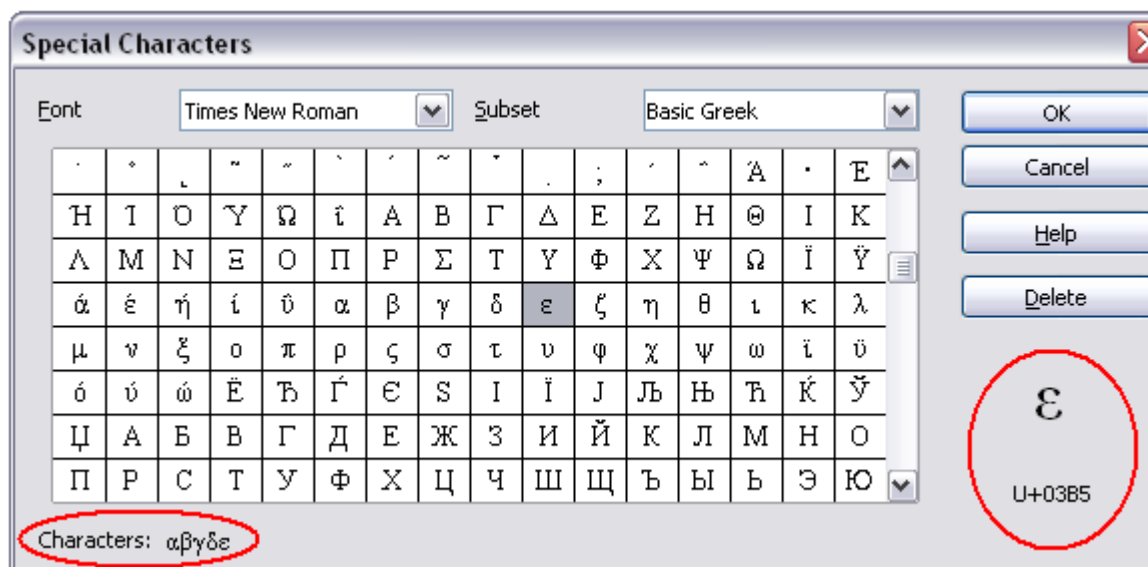 Special Characters
Font Times New Roman Subset Basic Greek OK
Cancel
Help
Delete
; Ά · Έ
Ή Ί Ό Ύ Ώ ΐ Α Β Γ Δ Ε Ζ Η Θ Ι Κ
Λ Μ Ν Ξ Ο Π Ρ Σ Τ Υ Φ Χ Ψ Ω Ϊ Ϋ
ά έ ή ί ΰ α β γ δ ε ζ η θ ι κ λ
μ ν ξ ο π ρ ς σ τ υ φ χ ψ ω ϊ ϋ
ό ύ ώ Ё Ђ Ѓ Є Ѕ І Ї Ј Љ Њ Ћ Ќ Ў
Џ А Б В Г Д Е Ж З И Й К Л М Н О
П Р С Т У Ф Х Ц Ч Ш Щ Ъ Ы Ь Э Ю
ε
U+03B5
Characters: αβγδε